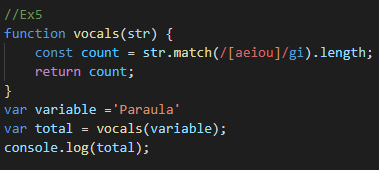 //Ex5
function vocals(str) {
    const count = str.match(/[aeiou]/gi).length;
    return count;
}
var variable ='Paraula'
var total = vocals(variable);
console.log(total);